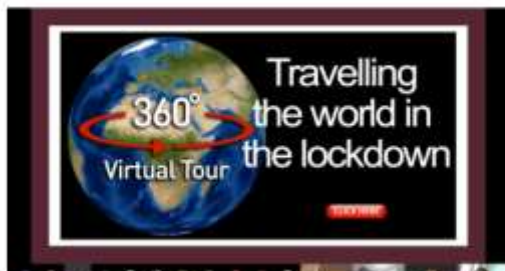 360°
Virtual Tour
Travelling
the world in
the lockdown